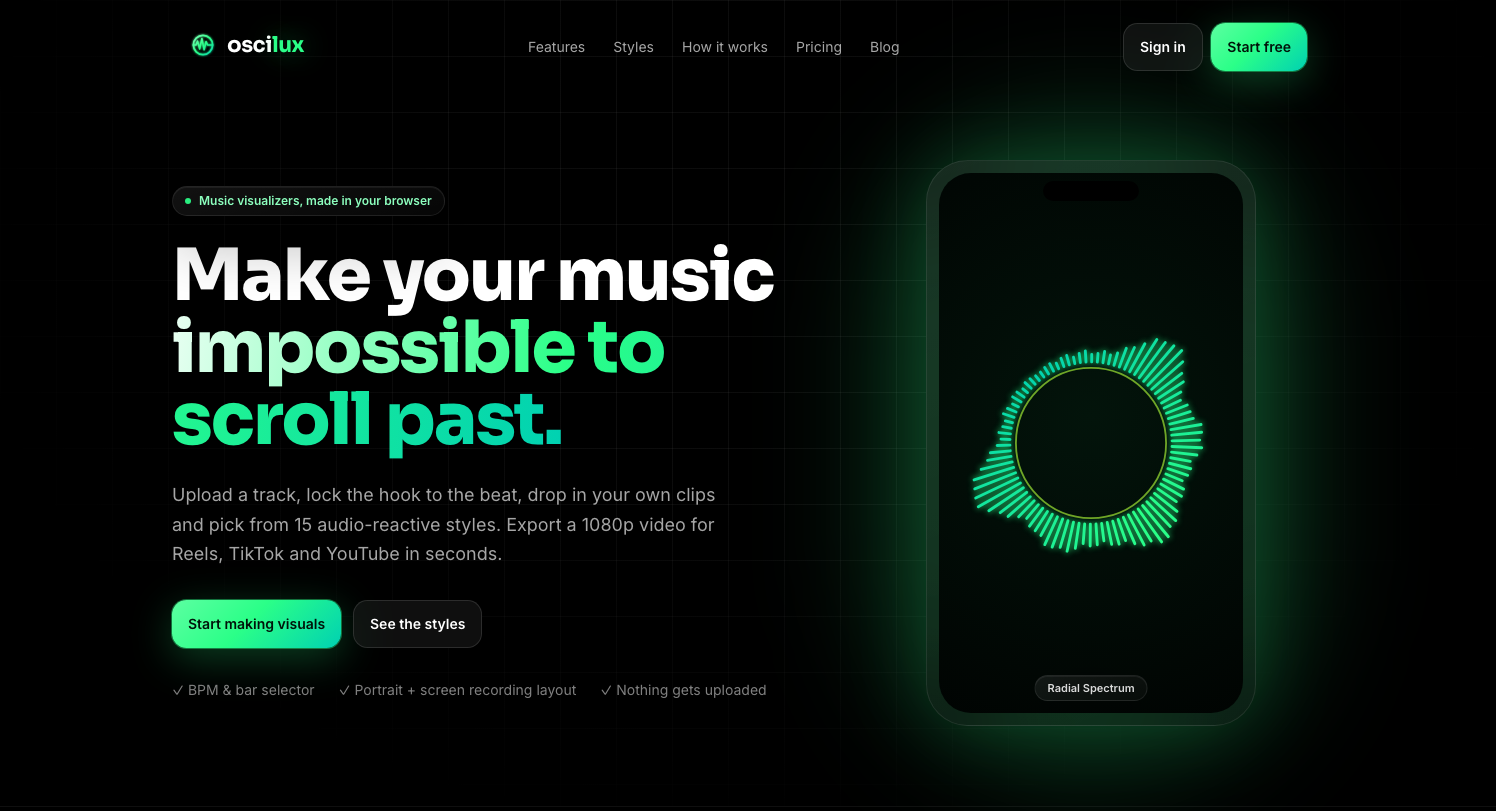 oscilux
Features
Styles
How it works
Pricing
Blog
Sign in
Start free
Music visualizers, made in your browser
Make your music
impossible to
scroll past.
Upload a track, lock the hook to the beat, drop in your own clips
and pick from 15 audio-reactive styles. Export a 1080p video for
Reels, TikTok and YouTube in seconds.
Start making visuals
See the styles
✓ BPM & bar selector
✓ Portrait + screen recording layout
✓ Nothing gets uploaded
Radial Spectrum